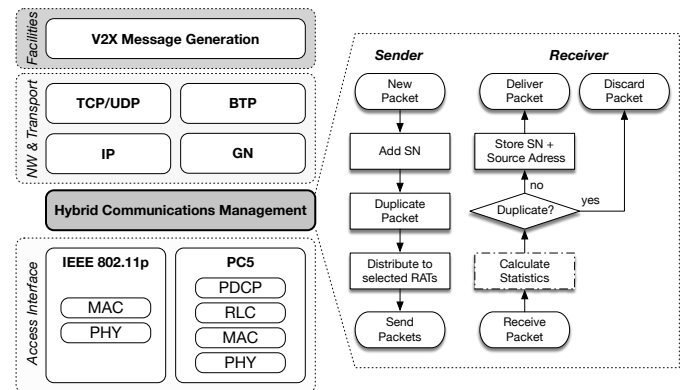 Facilities
V2X Message Generation
NW & Transport
TCP/UDP
BTP
IP
GN
Hybrid Communications Management
Access Interface
IEEE 802.11p
MAC
PHY
PC5
PDCP
RLC
MAC
PHY
Sender
New
Packet
Add SN
Duplicate
Packet
Distribute to
selected RATs
Send
Packets
Receiver
Deliver
Packet
Discard
Packet
Store SN +
Source Adress
no
yes
Duplicate?
Calculate
Statistics
Receive
Packet